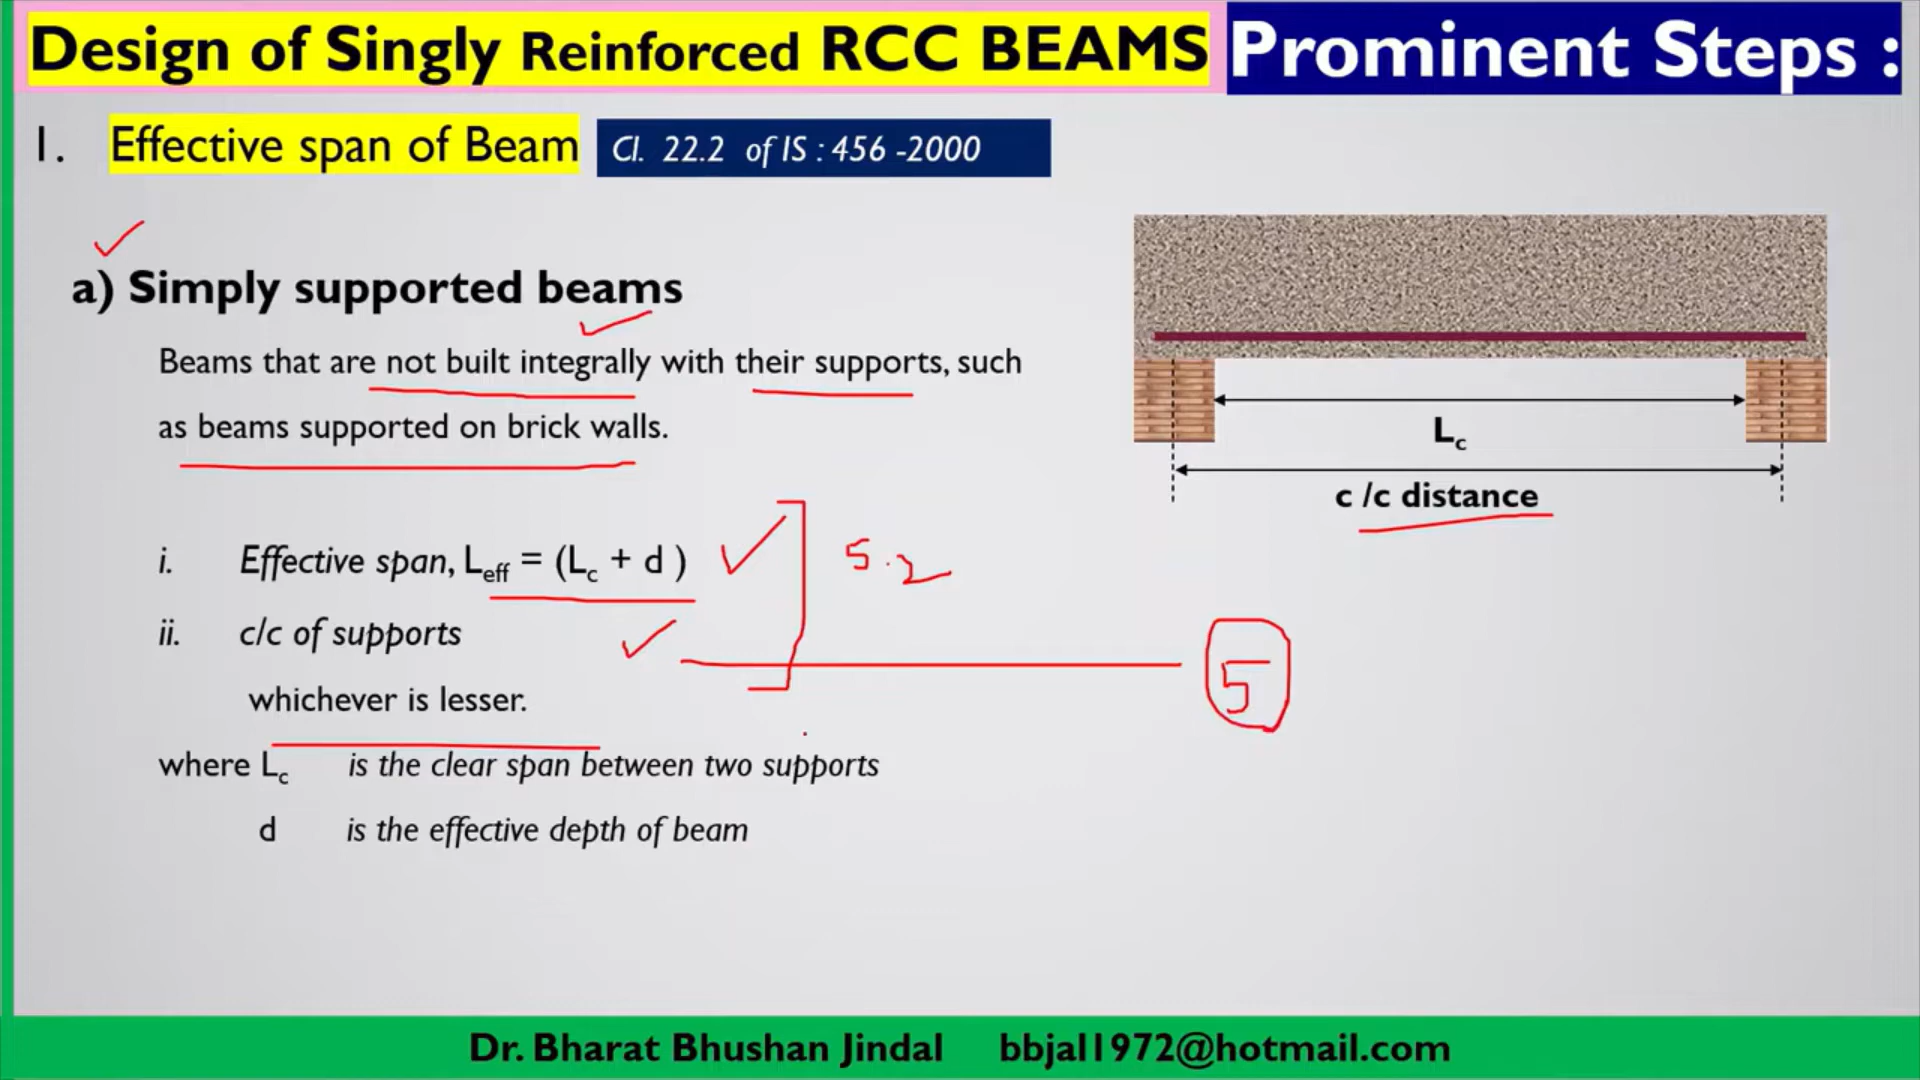 Design of Singly Reinforced RCC BEAMS Prominent Steps :
1. Effective span of Beam Cl. 22.2 of IS : 456 -2000
a) Simply supported beams
Beams that are not built integrally with their supports, such
as beams supported on brick walls.
Lc
c /c distance
i. Effective span, Leff = (Lc + d )
5.2
ii. c/c of supports
5
whichever is lesser.
where Lc is the clear span between two supports
d is the effective depth of beam
Dr. Bharat Bhushan Jindal bbjal1972@hotmail.com